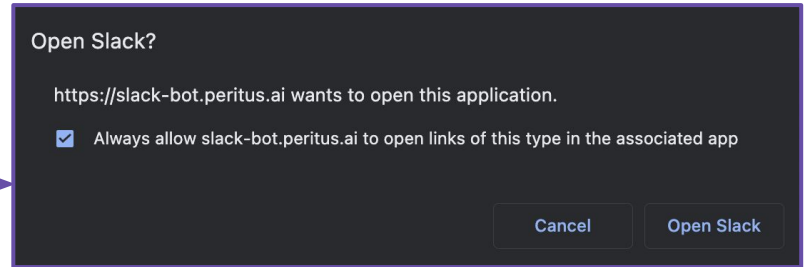 Open Slack?
https://slack-bot.peritus.ai wants to open this application.
Always allow slack-bot.peritus.ai to open links of this type in the associated app
Cancel
Open Slack